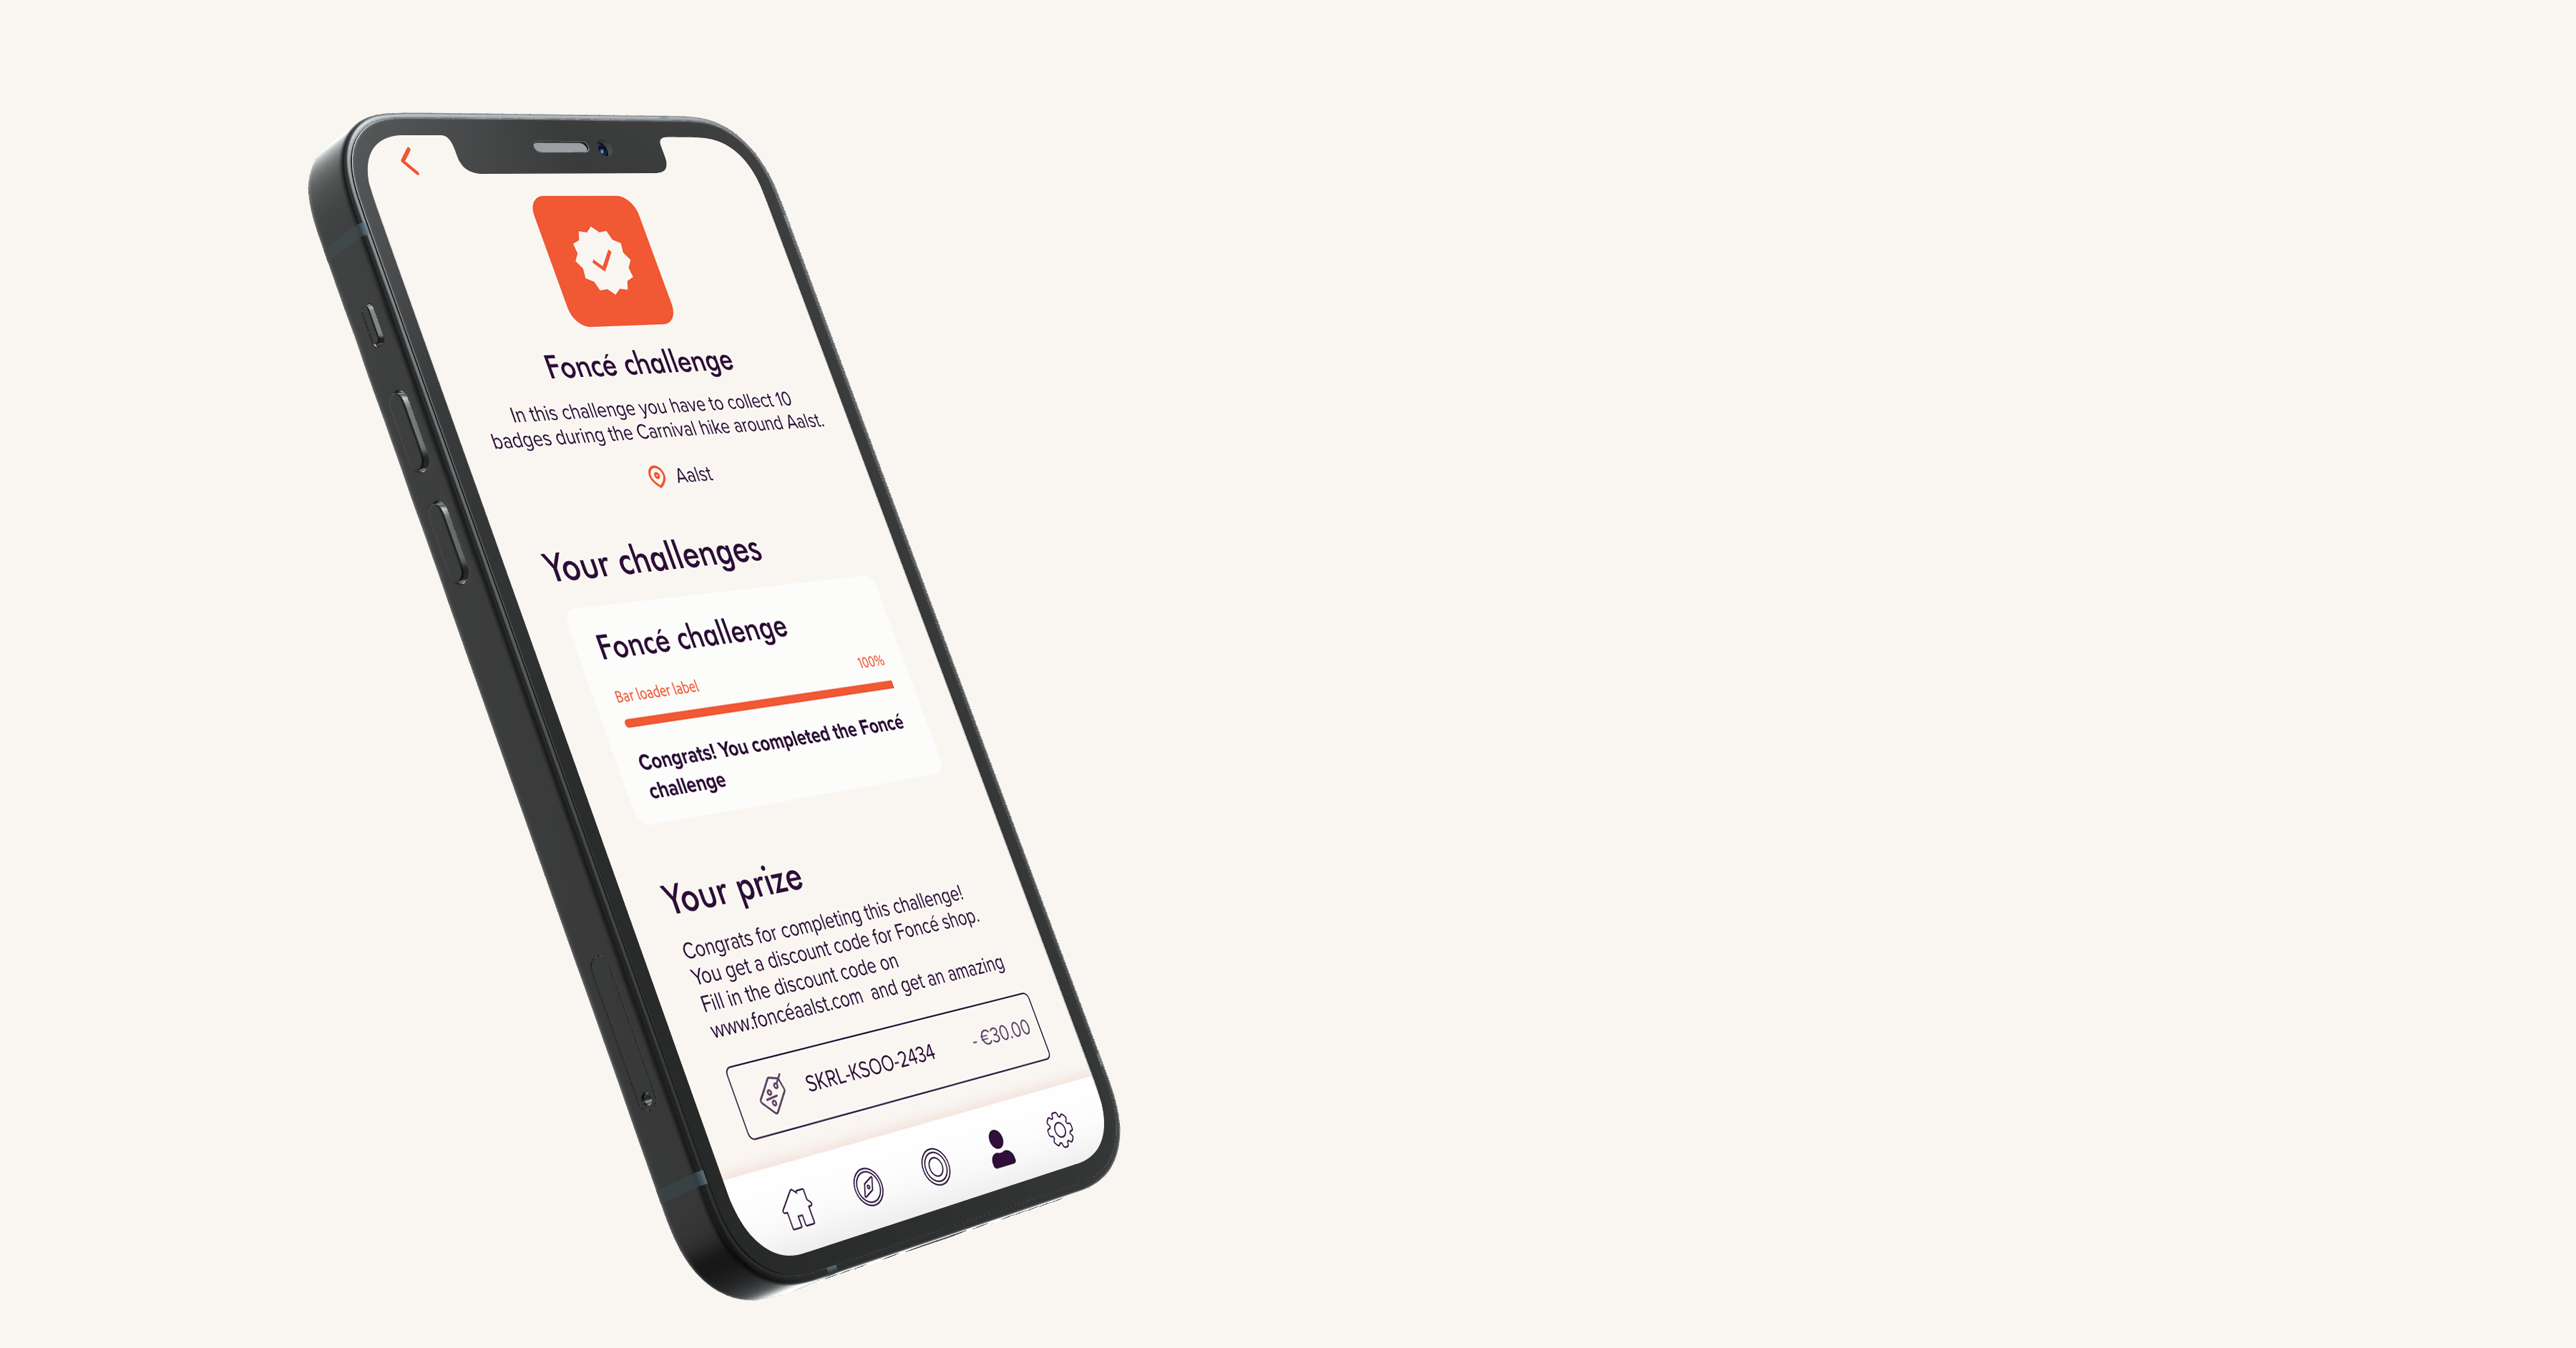 Foncé challenge
In this challenge you have to collect 10
badges during the Carnival hike around Aalst.
Aalst
Your challenges
Foncé challenge
Bar loader label
100%
Congrats! You completed the Foncé
challenge
Your prize
Congrats for completing this challenge!
You get a discount code for Foncé shop.
Fill in the discount code on
www.foncéaalst.com and get an amazing
SKRL-KSOO-2434
- €30.00